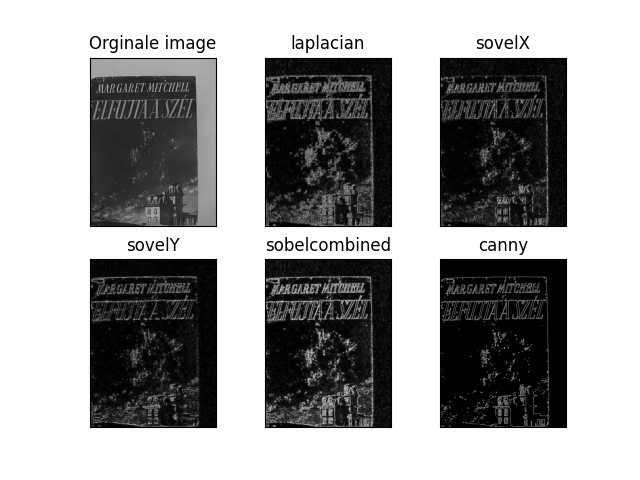 Orginale image
laplacian
sovelX
MARGARET MITCHELL
ELFUJTA A SZÉL
MARGARET MITCHELL
ELFUJTA A SZÉL
MARGARET MITCHELL
ELFUJTA A SZÉL
sovelY
sobelcombined
canny
MARGARET MITCHELL
ELFUJTA A SZÉL
MARGARET MITCHELL
ELFUJTA A SZÉL
MARGARET MITCHELL
ELFUJTA A SZÉL